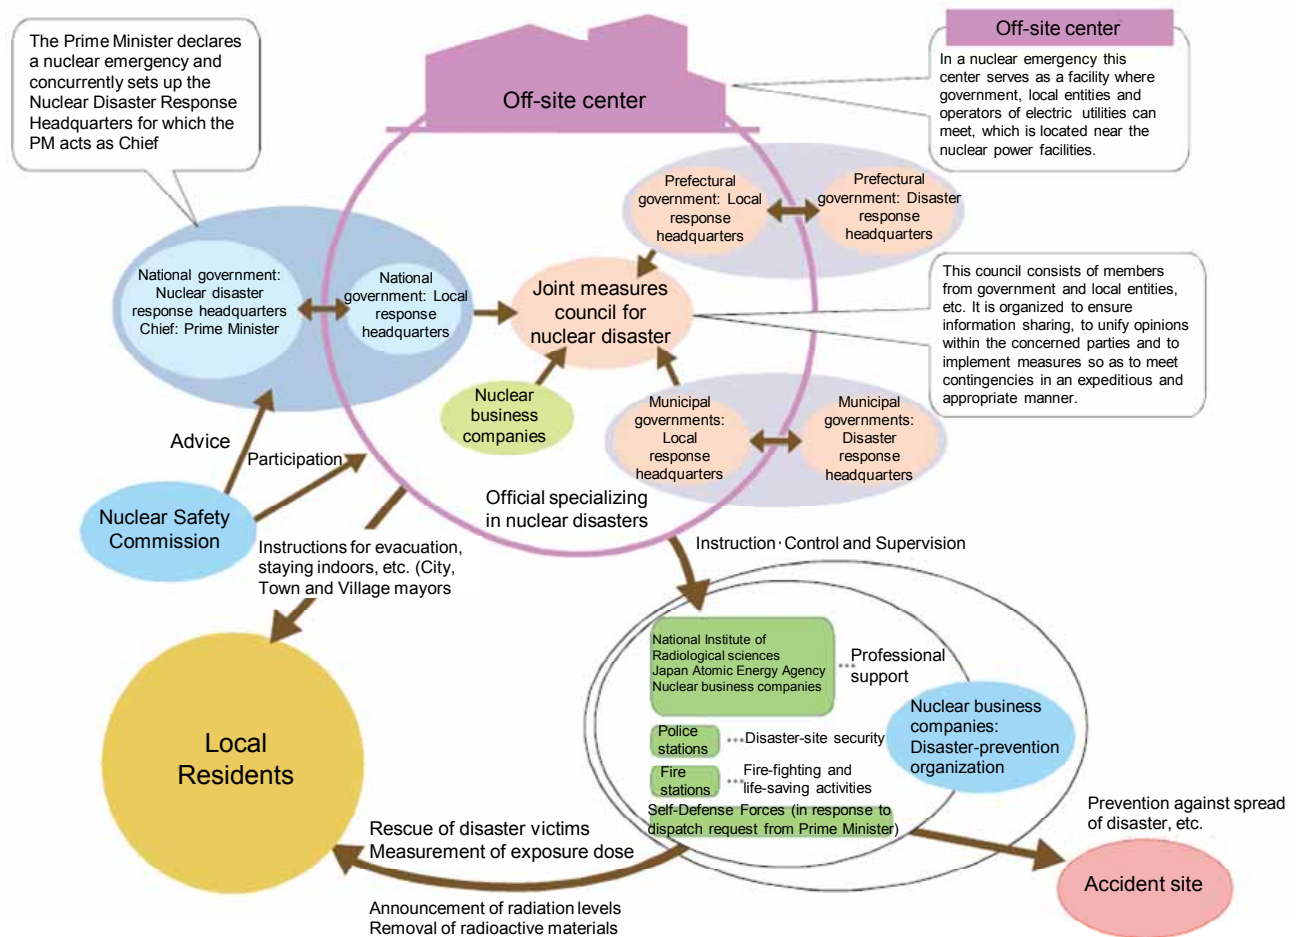 The Prime Minister declares
a nuclear emergency and
concurrently sets up the
Nuclear Disaster Response
Headquarters for which the
PM acts as Chief
Off-site center
Off-site center
In a nuclear emergency this
center serves as a facility where
government, local entities and
operators of electric utilities can
meet, which is located near the
nuclear power facilities.
Prefectural
government: Local
response
headquarters
Prefectural
government: Disaster
response
headquarters
National government:
Nuclear disaster
response headquarters
Chief: Prime Minister
National
government: Local
response
headquarters
Joint measures
council for
nuclear disaster
This council consists of members
from government and local entities,
etc. It is organized to ensure
information sharing, to unify opinions
within the concerned parties and to
implement measures so as to meet
contingencies in an expeditious and
appropriate manner.
Nuclear
business
companies
Municipal
governments:
Local
response
headquarters
Municipal
governments:
Disaster
response
headquarters
Advice
Participation
Nuclear Safety
Commission
Official specializing
in nuclear disasters
Instructions for evacuation,
staying indoors, etc. (City,
Town and Village mayors
Instruction·Control and Supervision
National Institute of
Radiological sciences
Japan Atomic Energy Agency
Nuclear business companies
···Professional
support
Police
stations
···Disaster-site security
Fire
stations
···Fire-fighting and
life-saving activities
Self-Defense Forces (in response to
dispatch request from Prime Minister)
Nuclear business
companies:
Disaster-prevention
organization
Local
Residents
Rescue of disaster victims
Measurement of exposure dose
Announcement of radiation levels
Removal of radioactive materials
Prevention against spread
of disaster, etc.
Accident site